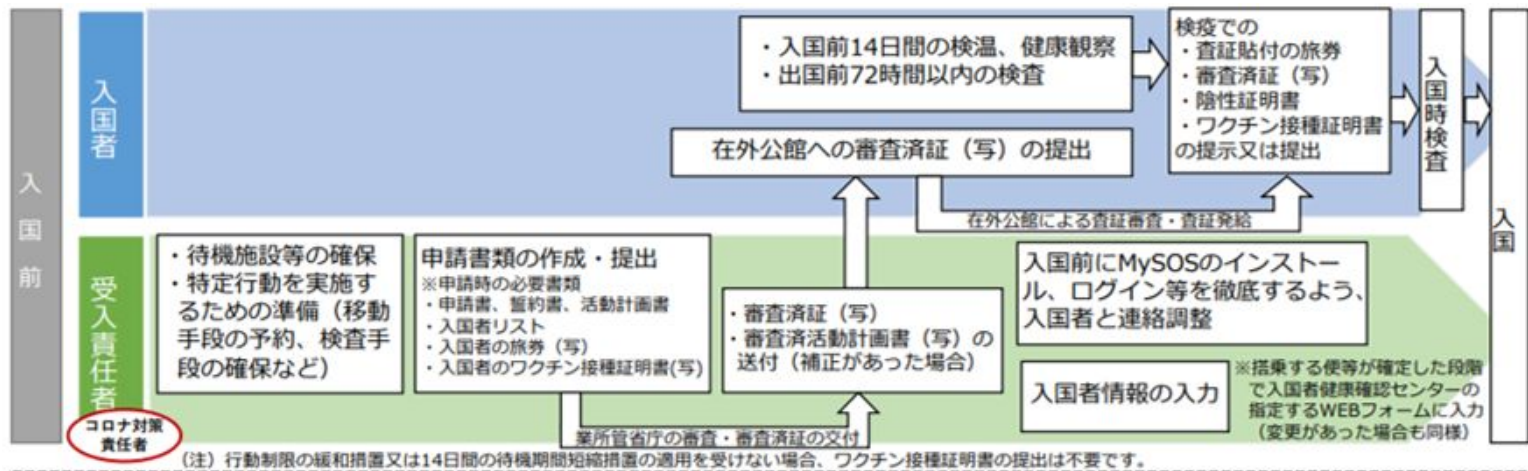 入国前
入国者
・入国前14日間の検温、健康観察
・出国前72時間以内の検査
検疫での
・査証貼付の旅券
・審査済証（写）
・陰性証明書
・ワクチン接種証明書
の提示又は提出
入国時検査
入国
在外公館への審査済証（写）の提出
在外公館による査証審査・査証発給
受入責任者
コロナ対策
責任者
・待機施設等の確保
・特定行動を実施す
るための準備（移動
手段の予約、検査手
段の確保など）
申請書類の作成・提出
※申請時の必要書類
・申請書、誓約書、活動計画書
・入国者リスト
・入国者の旅券（写）
・入国者のワクチン接種証明書(写)
・審査済証（写）
・審査済活動計画書（写）の
送付（補正があった場合）
入国前にMySOSのインストー
ル、ログイン等を徹底するよう、
入国者と連絡調整
入国者情報の入力
※搭乗する便等が確定した段階
で入国者健康確認センターの
指定するWEBフォームに入力
（変更があった場合も同様）
業所管省庁の審査・審査済証の交付
（注）行動制限の緩和措置又は14日間の待機期間短縮措置の適用を受けない場合、ワクチン接種証明書の提出は不要です。